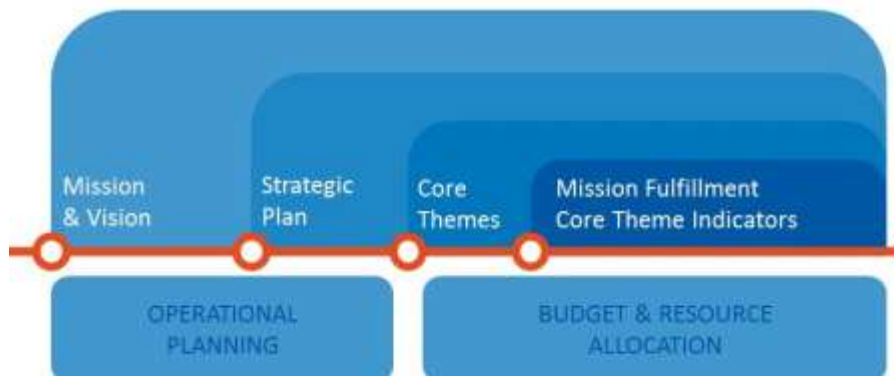 Mission
& Vision
Strategic
Plan
Core
Themes
Mission Fulfillment
Core Theme Indicators
OPERATIONAL
PLANNING
BUDGET & RESOURCE
ALLOCATION